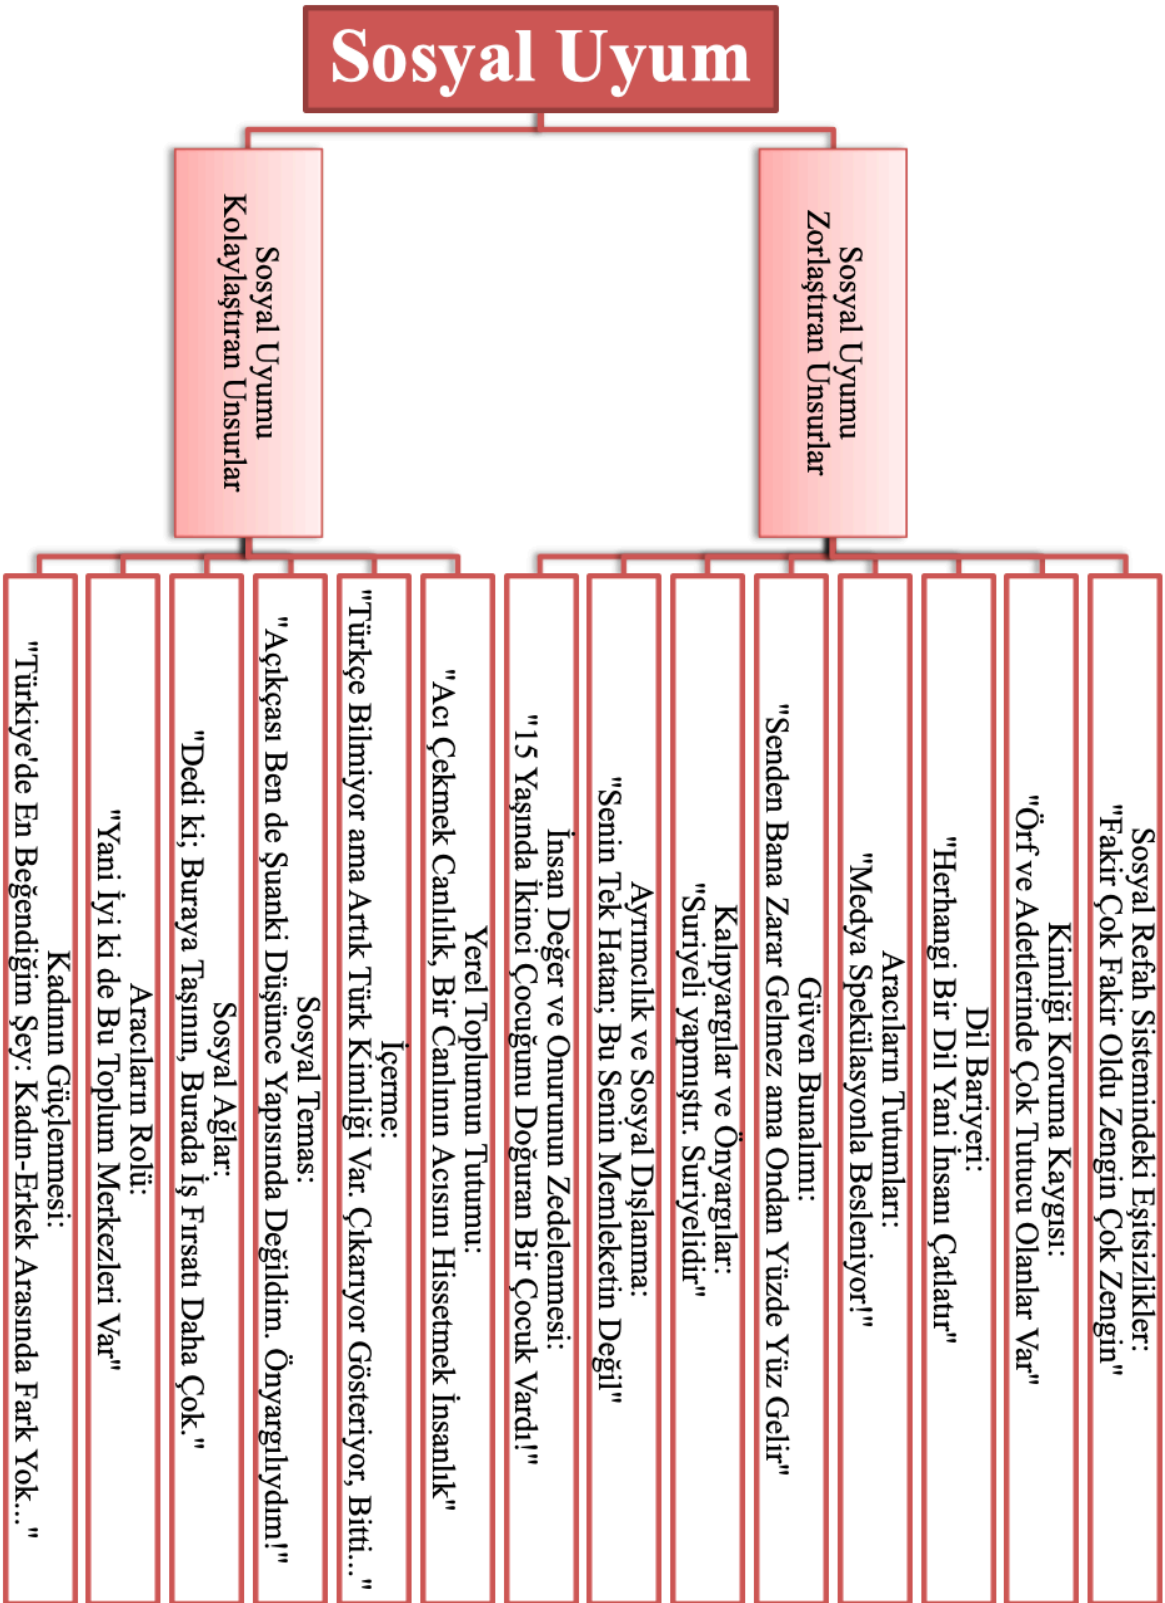 Sosyal Uyum
Sosyal Uyumu
Zorlaştıran Unsurlar
Sosyal Refah Sistemindeki Eşitsizlikler:
"Fakir Çok Fakir Oldu Zengin Çok Zengin"
Kimliği Koruma Kaygısı:
"Örf ve Adetlerinde Çok Tutucu Olanlar Var"
Dil Bariyeri:
"Herhangi Bir Dil Yani İnsanı Çatlatır"
Aracıların Tutumları:
"Medya Spekülasyonla Besleniyor!"
Güven Bunalımı:
"Senden Bana Zarar Gelmez ama Ondan Yüzde Yüz Gelir"
Kalıpyargılar ve Önyargılar:
"Suriyeli yapmıştır. Suriyelidir"
Ayrımcılık ve Sosyal Dışlanma:
"Senin Tek Hatan; Bu Senin Memleketin Değil"
İnsan Değer ve Onurunun Zedelenmesi:
"15 Yaşında İkinci Çocuğunu Doğuran Bir Çocuk Vardı!"
Sosyal Uyumu
Kolaylaştıran Unsurlar
Yerel Toplumun Tutumu:
"Acı Çekmek Canlılık, Bir Canlının Acısını Hissetmek İnsanlık"
İçerme:
"Türkçe Bilmiyor ama Artık Türk Kimliği Var. Çıkarıyor Gösteriyor, Bitti... "
Sosyal Temas:
"Açıkçası Ben de Şuanki Düşünce Yapısında Değildim. Önyargılıydım!"
Sosyal Ağlar:
"Dedi ki; Buraya Taşının, Burada İş Fırsatı Daha Çok."
Aracıların Rolü:
"Yani İyi ki de Bu Toplum Merkezleri Var"
Kadının Güçlenmesi:
"Türkiye'de En Beğendiğim Şey: Kadın-Erkek Arasında Fark Yok... "